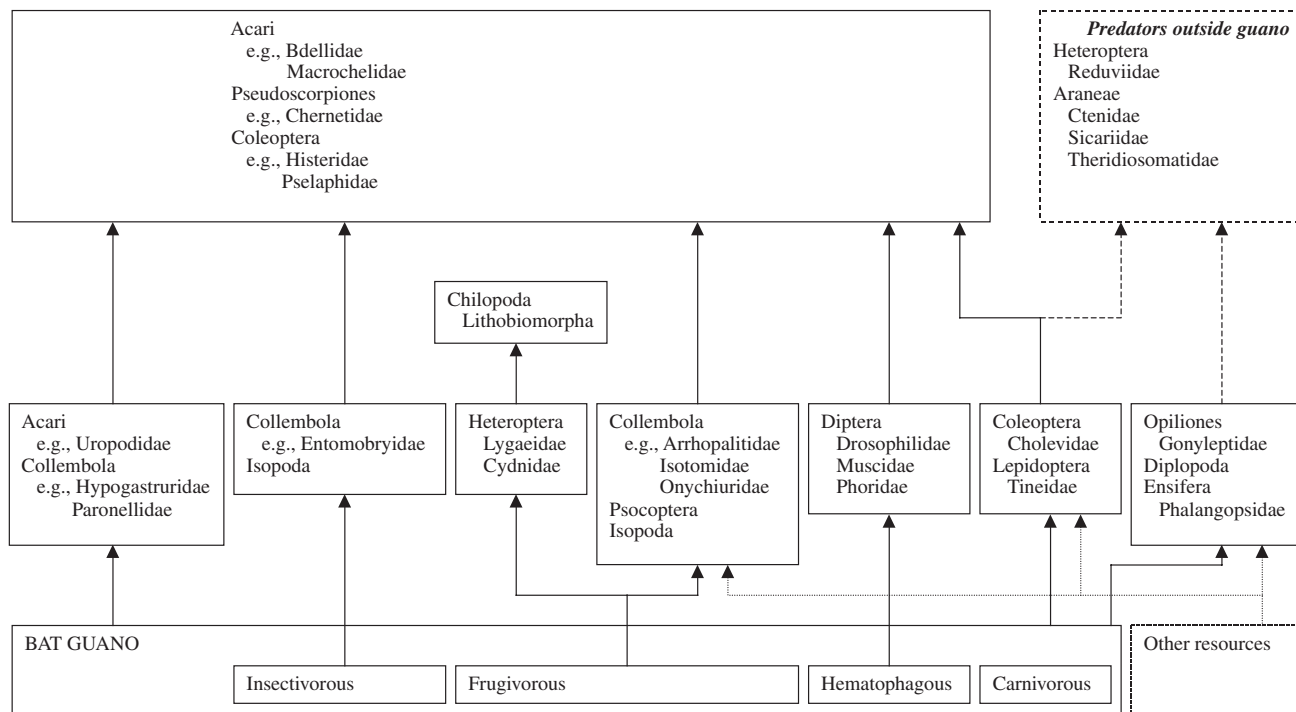 Acari
e.g., Bdellidae
Macrochelidae
Pseudoscorpiones
e.g., Chernetidae
Coleoptera
e.g., Histeridae
Pselaphidae
Predators outside guano
Heteroptera
Reduviidae
Araneae
Ctenidae
Sicariidae
Theridiosomatidae
Chilopoda
Lithobiomorpha
Acari
e.g., Uropodidae
Collembola
e.g., Hypogastruridae
Paronellidae
Collembola
e.g., Entomobryidae
Isopoda
Heteroptera
Lygaeidae
Cydnidae
Collembola
e.g., Arrhopalitidae
Isotomidae
Onychiuridae
Psocoptera
Isopoda
Diptera
Drosophilidae
Muscidae
Phoridae
Coleoptera
Cholevidae
Lepidoptera
Tineidae
Opiliones
Gonyleptidae
Diplopoda
Ensifera
Phalangopsidae
BAT GUANO
Insectivorous
Frugivorous
Hematophagous
Carnivorous
Other resources